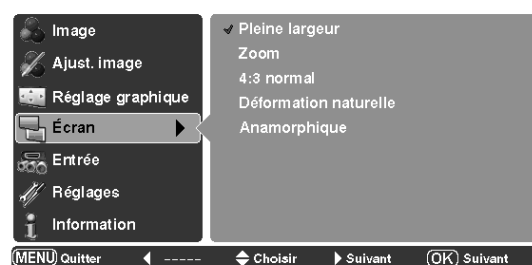 Image
Ajust. image
Réglage graphique
Écran
Entrée
Réglages
Information
Pleine largeur
Zoom
4:3 normal
Déformation naturelle
Anamorphique
MENU Quitter ----- Choisir Suivant OK Suivant